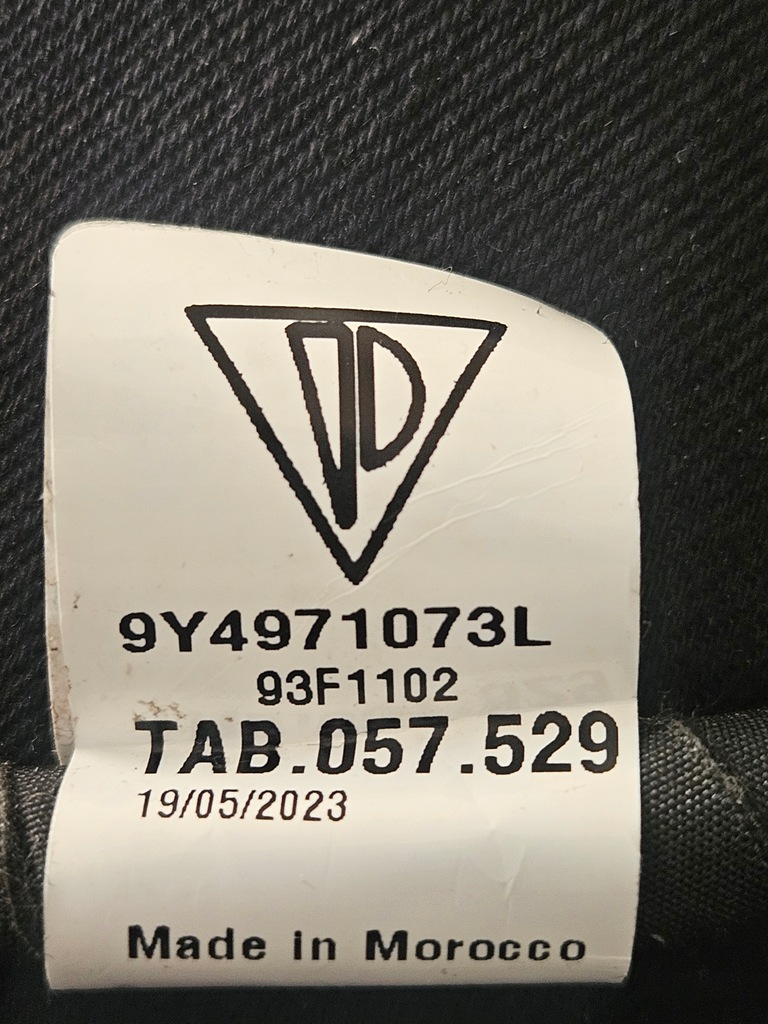 9Y4971073L
93F1102
TAB.057.529
19/05/2023
Made in Morocco